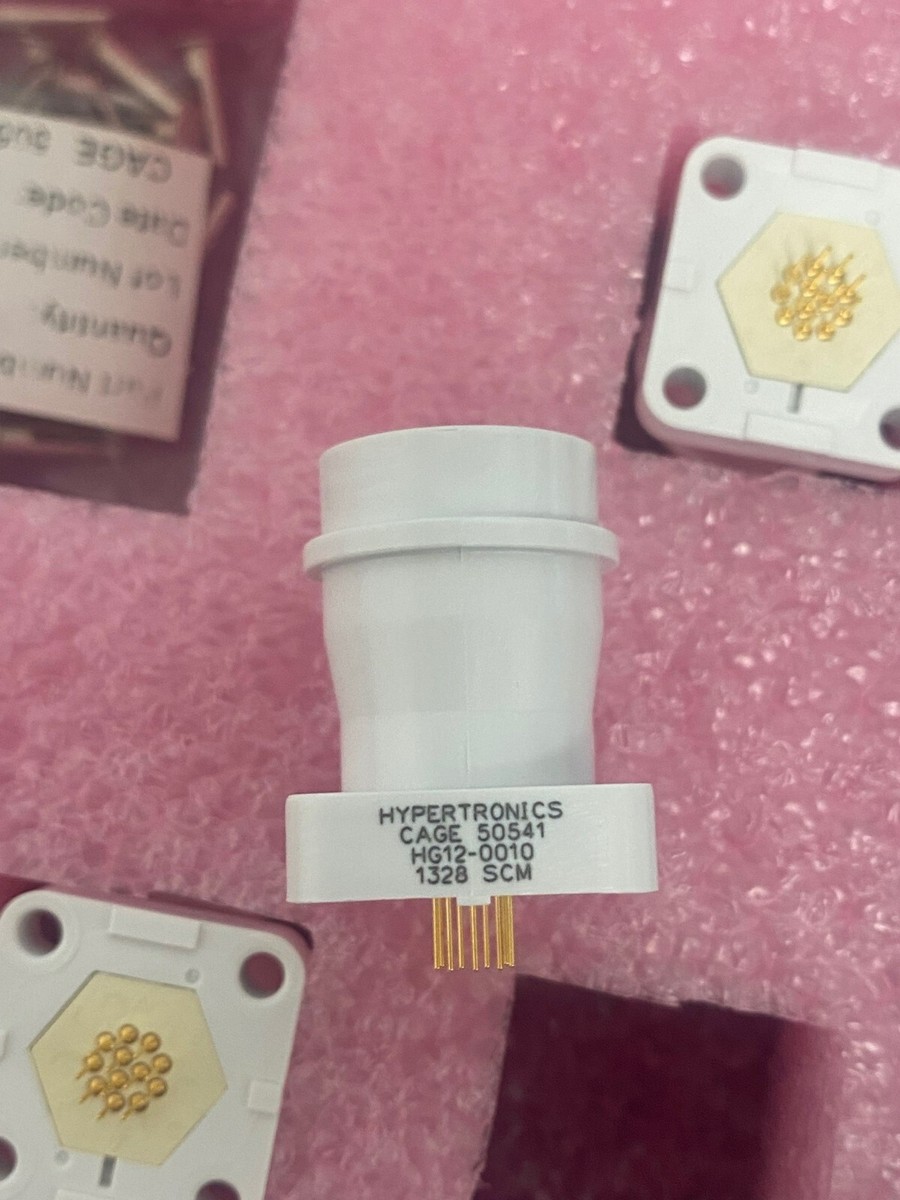 CAGE
Date Code:
Lot Number
Quantity:
HYPERTRONICS
CAGE 50541
HG12-0010
1328 SCM